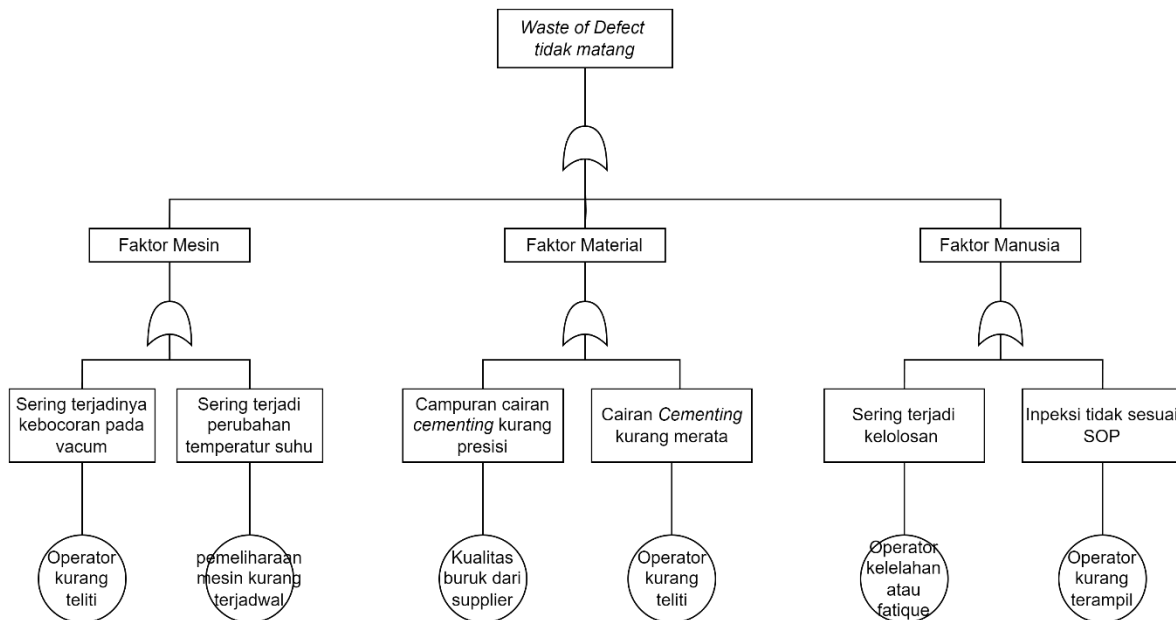 Waste of Defect
tidak matang
Faktor Mesin
Faktor Material
Faktor Manusia
Sering terjadinya
kebocoran pada
vacum
Sering terjadi
perubahan
temperatur suhu
Campuran cairan
cementing kurang
presisi
Cairan Cementing
kurang merata
Sering terjadi
kelolosan
Inpeksi tidak sesuai
SOP
Operator
kurang
teliti
pemeliharaan
mesin kurang
terjadwal
Kualitas
buruk dari
supplier
Operator
kurang
teliti
Operator
kelelahan
atau
fatique
Operator
kurang
terampil